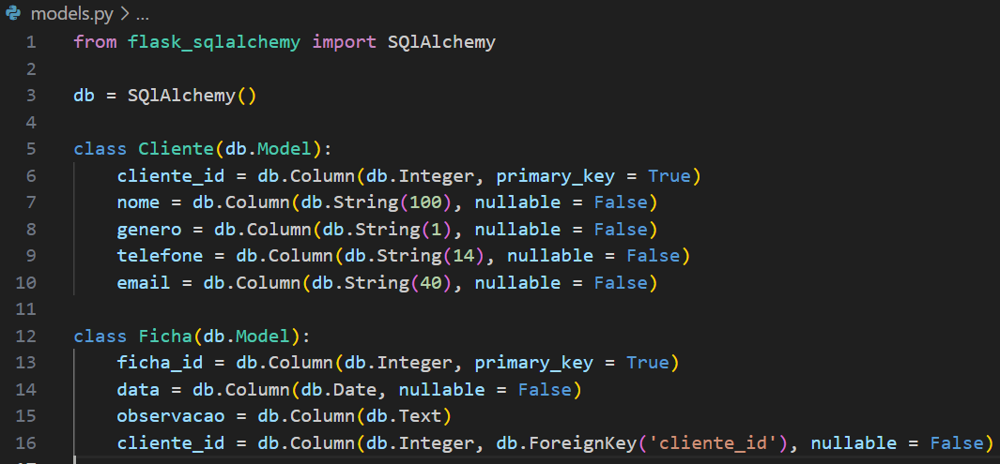 models.py > ...
1 from flask_sqlalchemy import SQlAlchemy
2
3 db = SQlAlchemy()
4
5 class Cliente(db.Model):
6     cliente_id = db.Column(db.Integer, primary_key = True)
7     nome = db.Column(db.String(100), nullable = False)
8     genero = db.Column(db.String(1), nullable = False)
9     telefone = db.Column(db.String(14), nullable = False)
10     email = db.Column(db.String(40), nullable = False)
11
12 class Ficha(db.Model):
13     ficha_id = db.Column(db.Integer, primary_key = True)
14     data = db.Column(db.Date, nullable = False)
15     observacao = db.Column(db.Text)
16     cliente_id = db.Column(db.Integer, db.ForeignKey('cliente_id'), nullable = False)